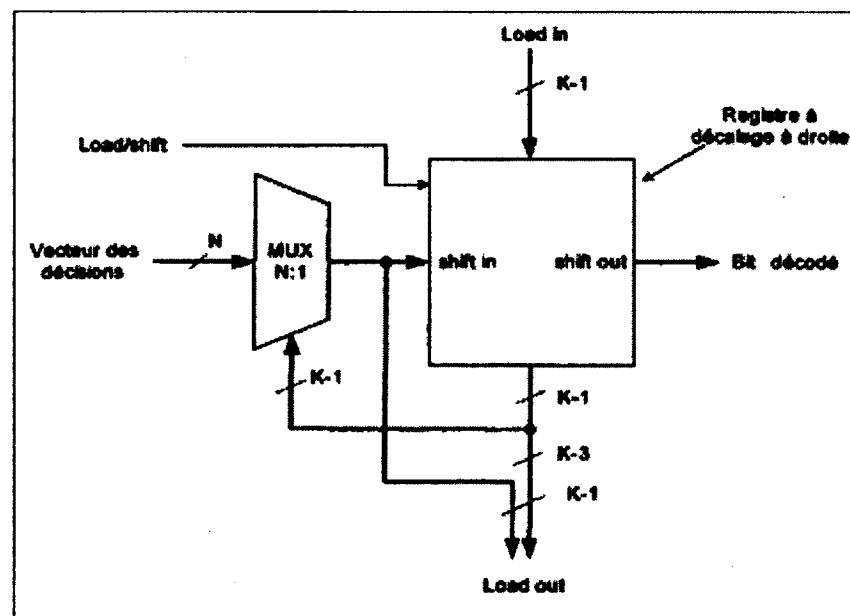 Load in
K-1
Registre à
décalage à droite
Load/shift
Vecteur des
décisions
N
MUX
N:1
shift in
shift out
Bit décodé
K-1
K-1
K-3
K-1
Load out